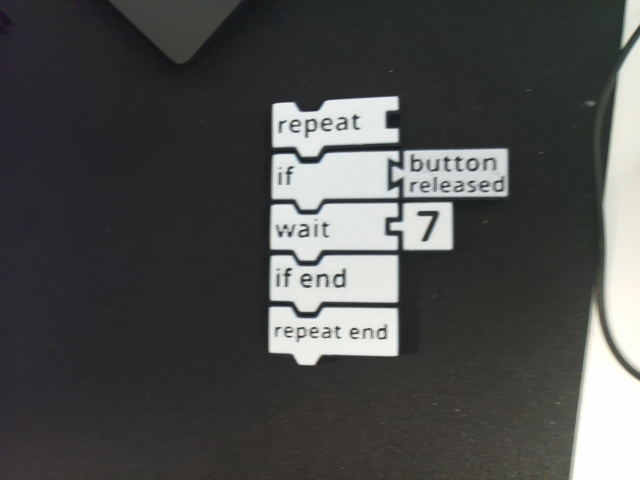 repeat
if button
released
wait 7
if end
repeat end